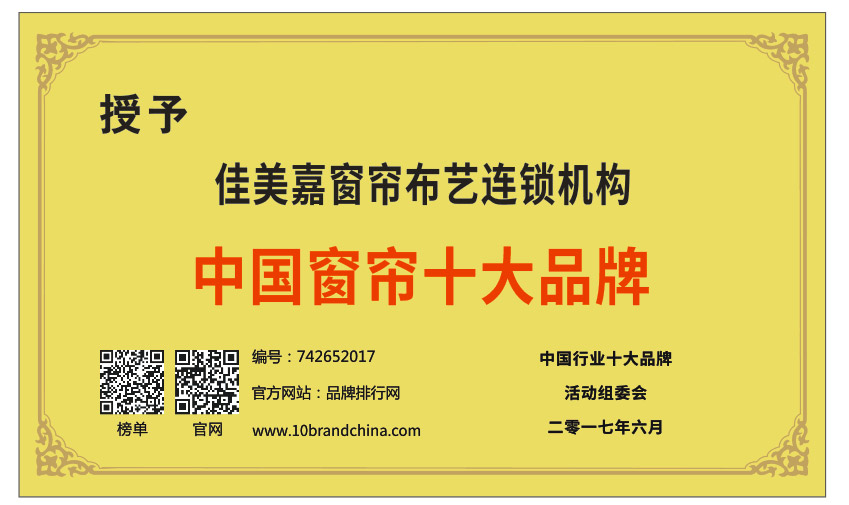 授予
佳美嘉窗帘布艺连锁机构
中国窗帘十大品牌
编号：742652017
官方网站：品牌排行网
www.10brandchina.com
榜单
官网
中国行业十大品牌
活动组委会
二零一七年六月